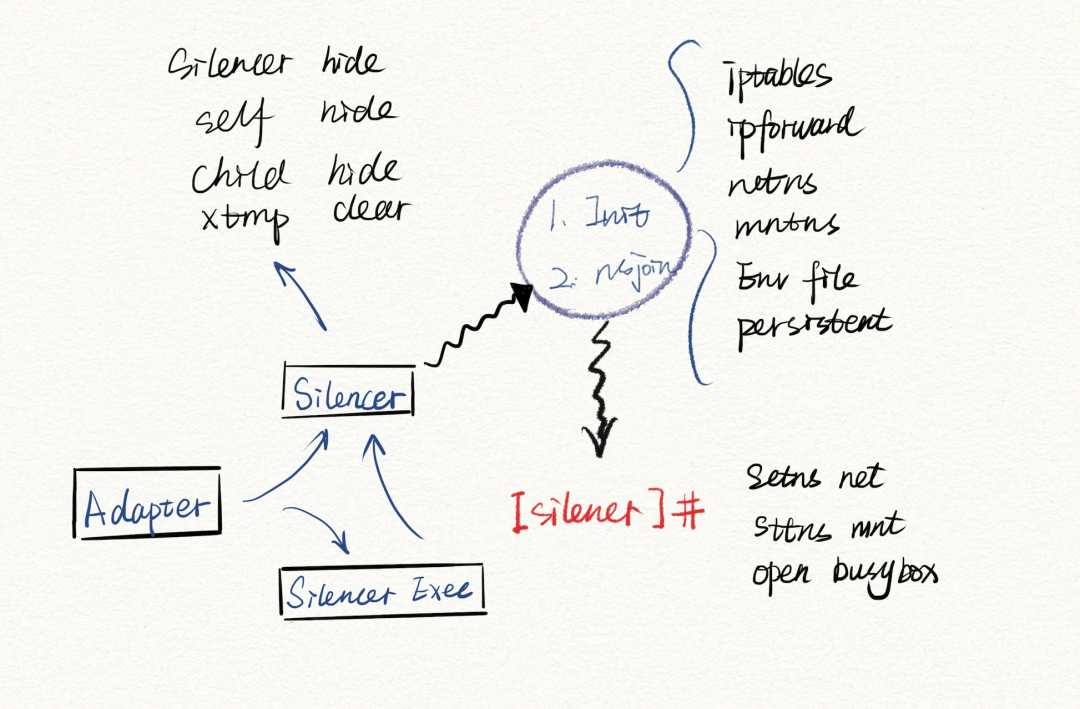 Silencer hide
self hide
child hide
xtmp clear
iptables
ipforward
netns
mntns
Env file
persistent
1. Init
2. nsjoin
Silencer
Adapter
Silencer Exec
[silener]#
Setns net
Sttns mnt
open busybox